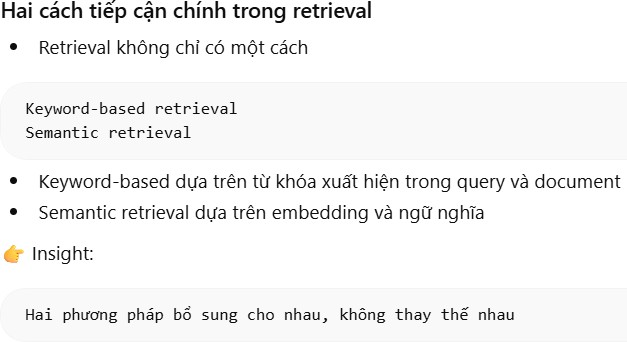 Hai cách tiếp cận chính trong retrieval
• Retrieval không chỉ có một cách
Keyword-based retrieval
Semantic retrieval
• Keyword-based dựa trên từ khóa xuất hiện trong query và document
• Semantic retrieval dựa trên embedding và ngữ nghĩa
👉 Insight:
Hai phương pháp bổ sung cho nhau, không thay thế nhau